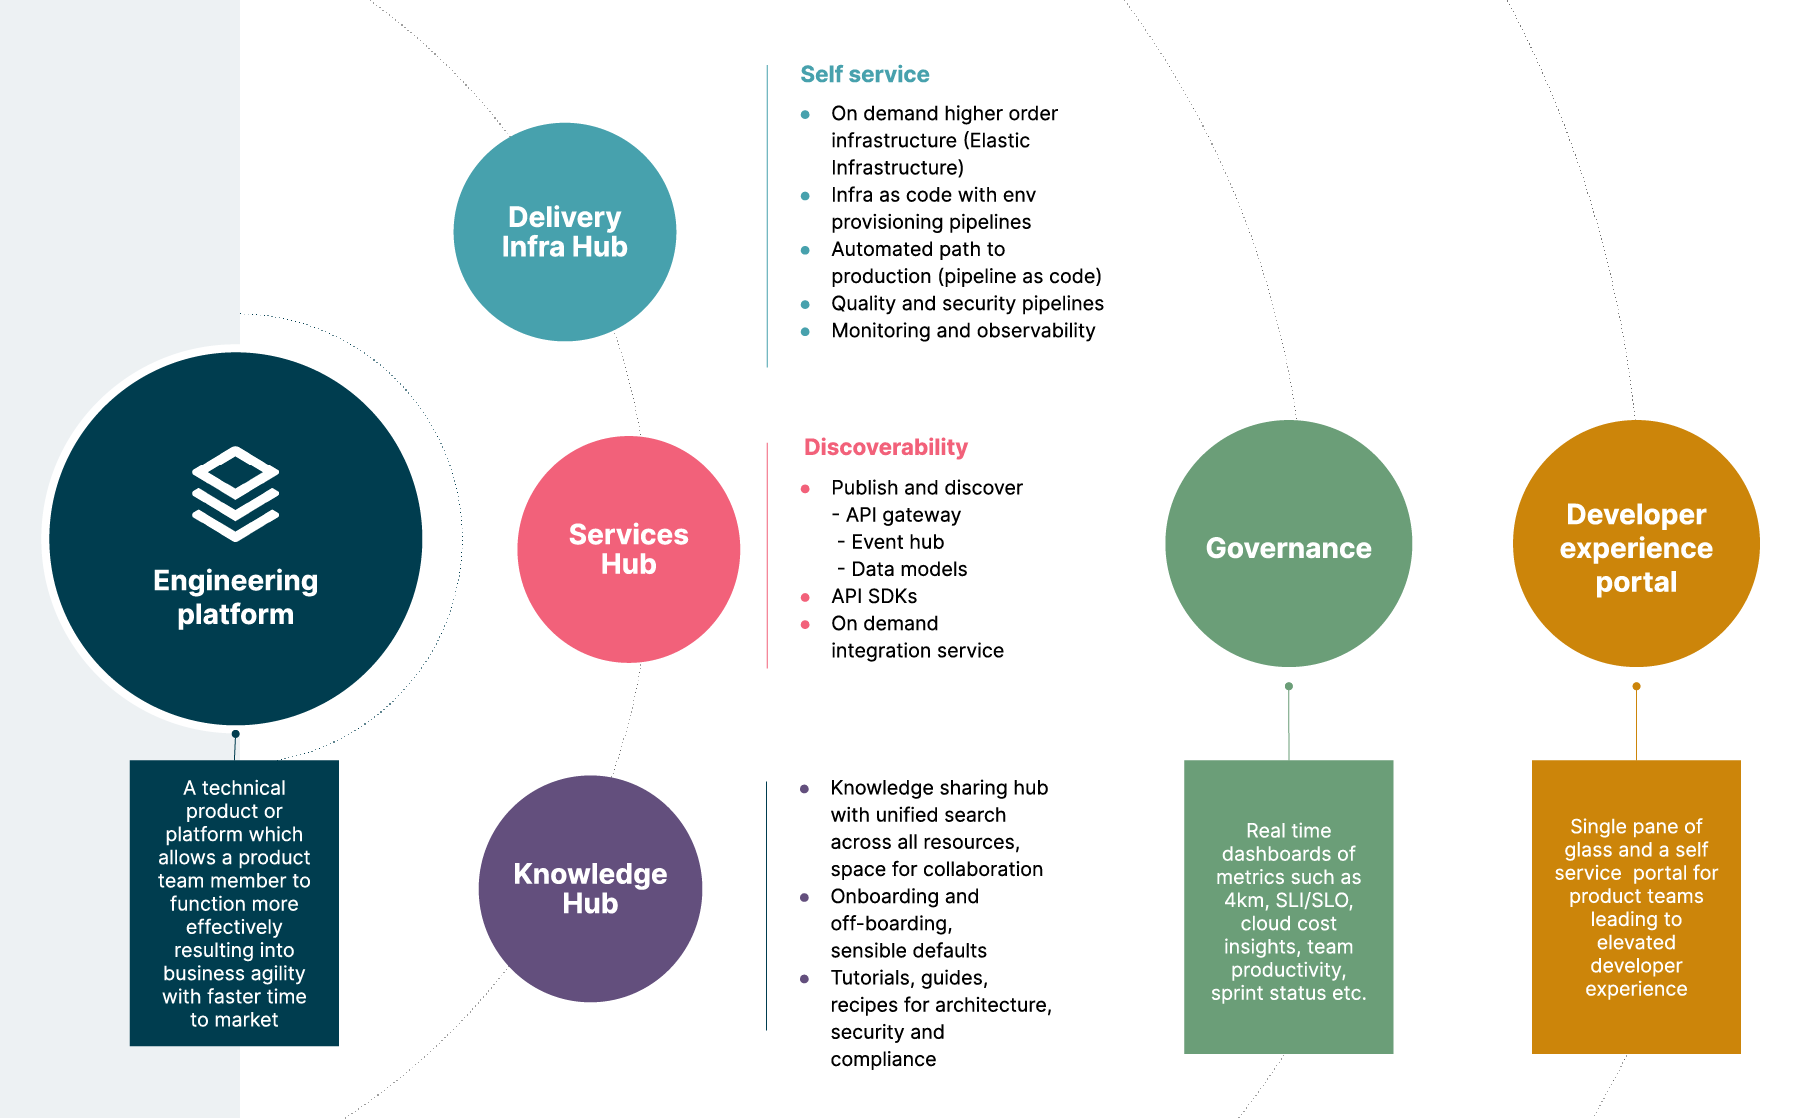 Engineering
platform
A technical
product or
platform which
allows a product
team member to
function more
effectively
resulting into
business agility
with faster time
to market
Delivery
Infra Hub
Self service
On demand higher order
infrastructure (Elastic
Infrastructure)
Infra as code with env
provisioning pipelines
Automated path to
production (pipeline as code)
Quality and security pipelines
Monitoring and observability
Services
Hub
Discoverability
Publish and discover
- API gateway
- Event hub
- Data models
API SDKs
On demand
integration service
Knowledge
Hub
Knowledge sharing hub
with unified search
across all resources,
space for collaboration
Onboarding and
off-boarding,
sensible defaults
Tutorials, guides,
recipes for architecture,
security and
compliance
Governance
Real time
dashboards of
metrics such as
4km, SLI/SLO,
cloud cost
insights, team
productivity,
sprint status etc.
Developer
experience
portal
Single pane of
glass and a self
service portal for
product teams
leading to
elevated
developer
experience